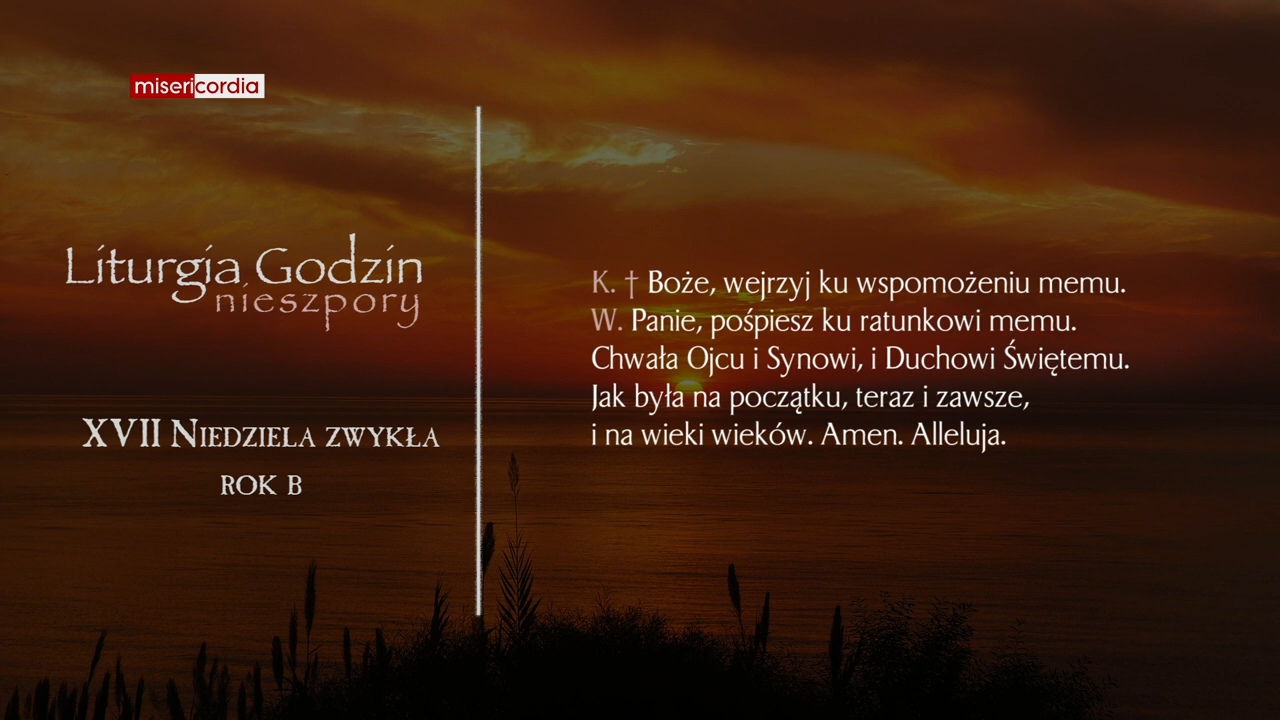 misericordia
Liturgia Godzin
nieszpory
XVII Niedziela zwykła
rok B
K. † Boże, wejrzyj ku wspomożeniu memu.
W. Panie, pośpiesz ku ratunkowi memu.
Chwała Ojcu i Synowi, i Duchowi Świętemu.
Jak była na początku, teraz i zawsze,
i na wieki wieków. Amen. Alleluja.